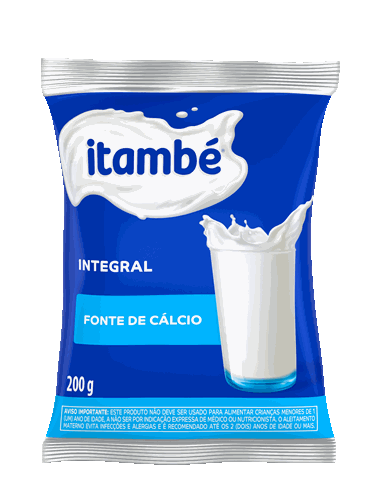 itambé
INTEGRAL
FONTE DE CÁLCIO
200 g
AVISO IMPORTANTE: ESTE PRODUTO NÃO DEVE SER USADO PARA ALIMENTAR CRIANÇAS MENORES DE 1
(UM) ANO DE IDADE, A NÃO SER POR INDICAÇÃO EXPRESSA DE MÉDICO OU NUTRICIONISTA. O ALEITAMENTO
MATERNO EVITA INFECÇÕES E ALERGIAS E É RECOMENDADO ATÉ OS 2 (DOIS) ANOS DE IDADE OU MAIS.